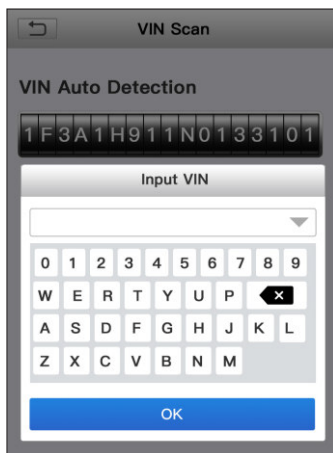 VIN Scan
VIN Auto Detection
1F3A1H911N0133101
Input VIN
0 1 2 3 4 5 6 7 8 9
W E R T Y U P
A S D F G H J K L
Z X C V B N M
OK